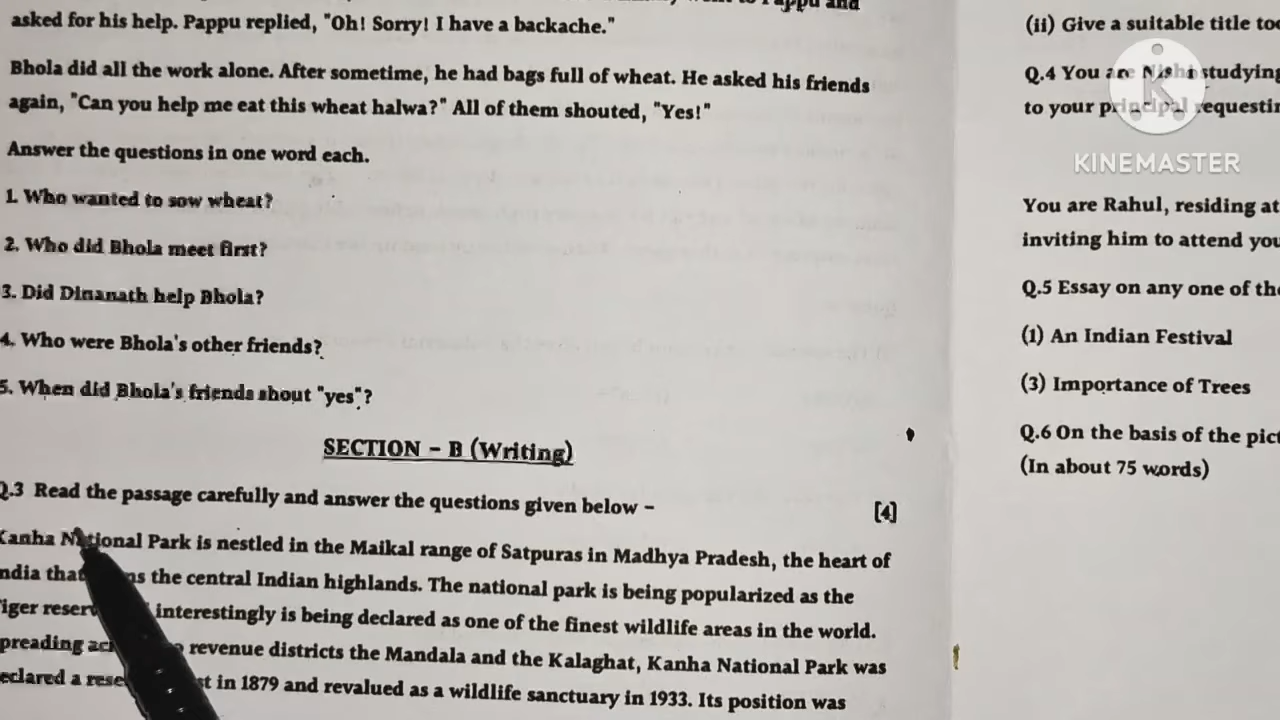 asked for his help. Pappu replied, "Oh! Sorry! I have a backache."
Bhola did all the work alone. After sometime, he had bags full of wheat. He asked his friends
again, "Can you help me eat this wheat halwa?" All of them shouted, "Yes!"
Answer the questions in one word each.
1. Who wanted to sow wheat?
2. Who did Bhola meet first?
3. Did Dinanath help Bhola?
4. Who were Bhola's other friends?
5. When did Bhola's friends shout "yes"?
SECTION - B (Writing)
Q.3 Read the passage carefully and answer the questions given below -
[4]
Kanha National Park is nestled in the Maikal range of Satpuras in Madhya Pradesh, the heart of
the central Indian highlands. The national park is being popularized as the
interestingly is being declared as one of the finest wildlife areas in the world.
revenue districts the Mandala and the Kalaghat, Kanha National Park was
in 1879 and revalued as a wildlife sanctuary in 1933. Its position was
(ii) Give a suitable title
Q.4 You are Nishi studying
to your principal
You are Rahul, residing at
inviting him to attend
Q.5 Essay on any one of
(1) An Indian Festival
(3) Importance of Trees
Q.6 On the basis of the
(In about 75 words)
K
KINEMASTER